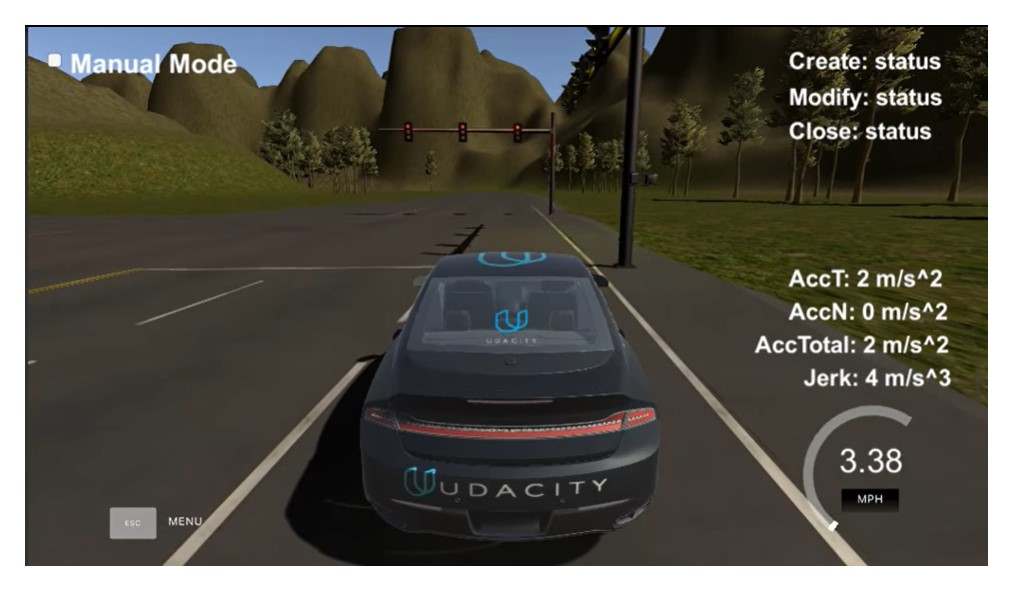 Manual Mode
Create: status
Modify: status
Close: status
AccT: 2 m/s^2
AccN: 0 m/s^2
AccTotal: 2 m/s^2
Jerk: 4 m/s^3
UDACITY
UDACITY
3.38
MPH
ESC MENU